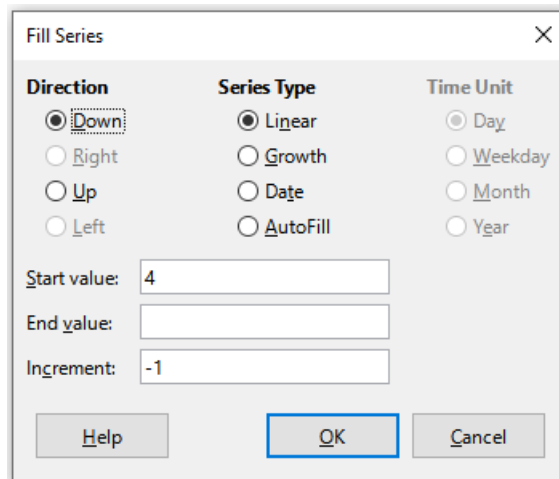 Fill Series
Direction Series Type Time Unit
Down Linear Day
Right Growth Weekday
Up Date Month
Left AutoFill Year
Start value: 4
End value:
Increment: -1
Help OK Cancel